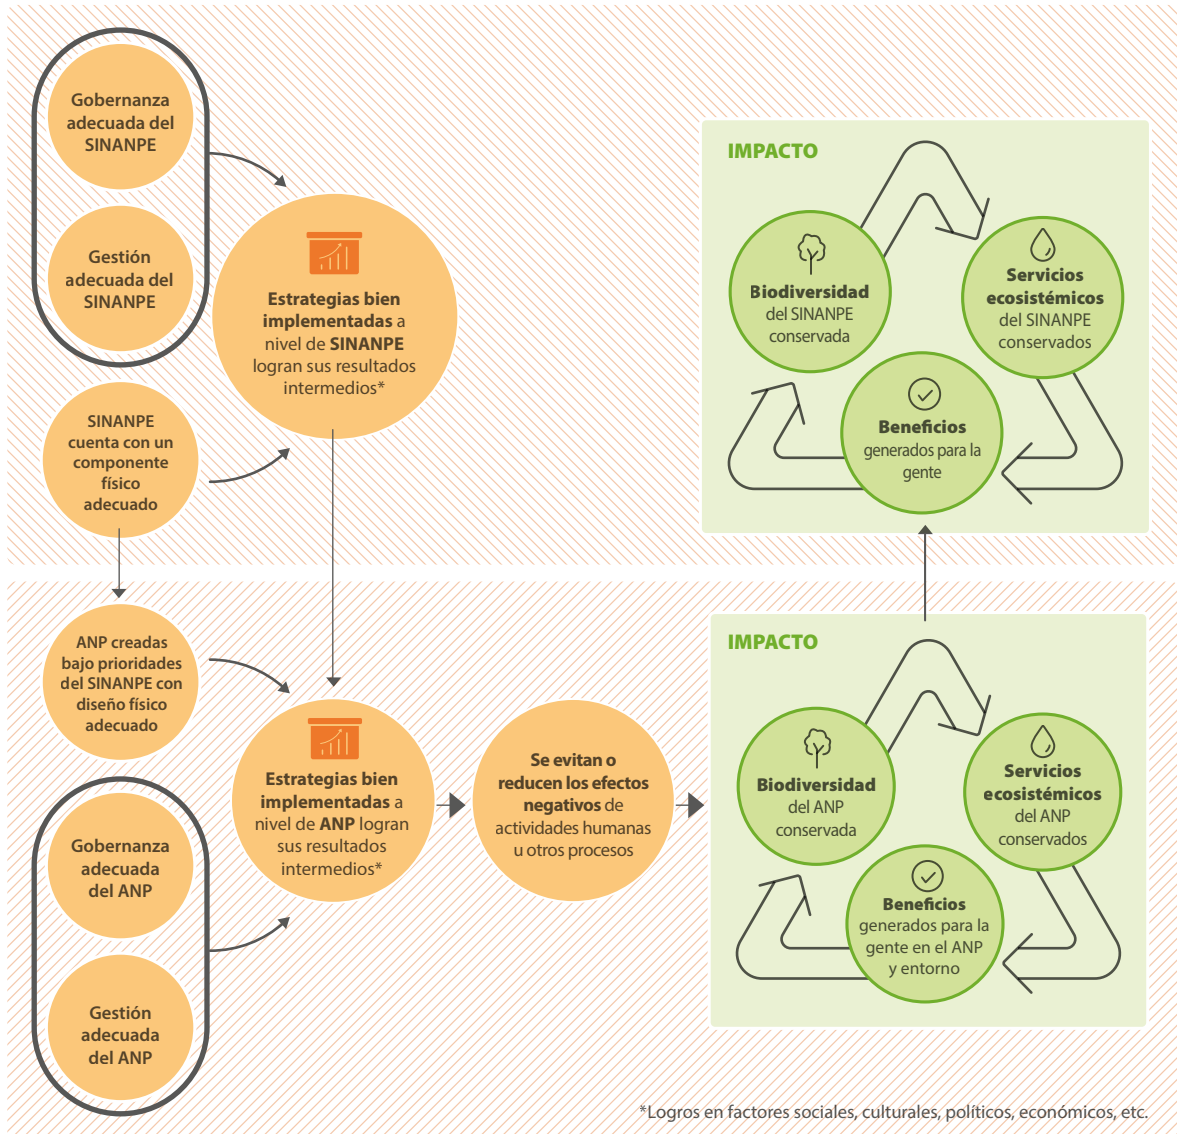 Gobernanza
adecuada del
SINANPE
Gestión
adecuada del
SINANPE
SINANPE
cuenta con un
componente
físico
adecuado
Estrategias bien
implementadas a
nivel de SINANPE
logran sus resultados
intermedios*
IMPACTO
Biodiversidad
del SINANPE
conservada
Servicios
ecosistémicos
del SINANPE
conservados
Beneficios
generados para la
gente
ANP creadas
bajo prioridades
del SINANPE con
diseño físico
adecuado
Gobernanza
adecuada
del ANP
Gestión
adecuada
del ANP
Estrategias bien
implementadas a
nivel de ANP logran
sus resultados
intermedios*
Se evitan o
reducen los efectos
negativos de
actividades humanas
u otros procesos
IMPACTO
Biodiversidad
del ANP
conservada
Servicios
ecosistémicos
del ANP
conservados
Beneficios
generados para la
gente en el ANP
y entorno
*Logros en factores sociales, culturales, políticos, económicos, etc.